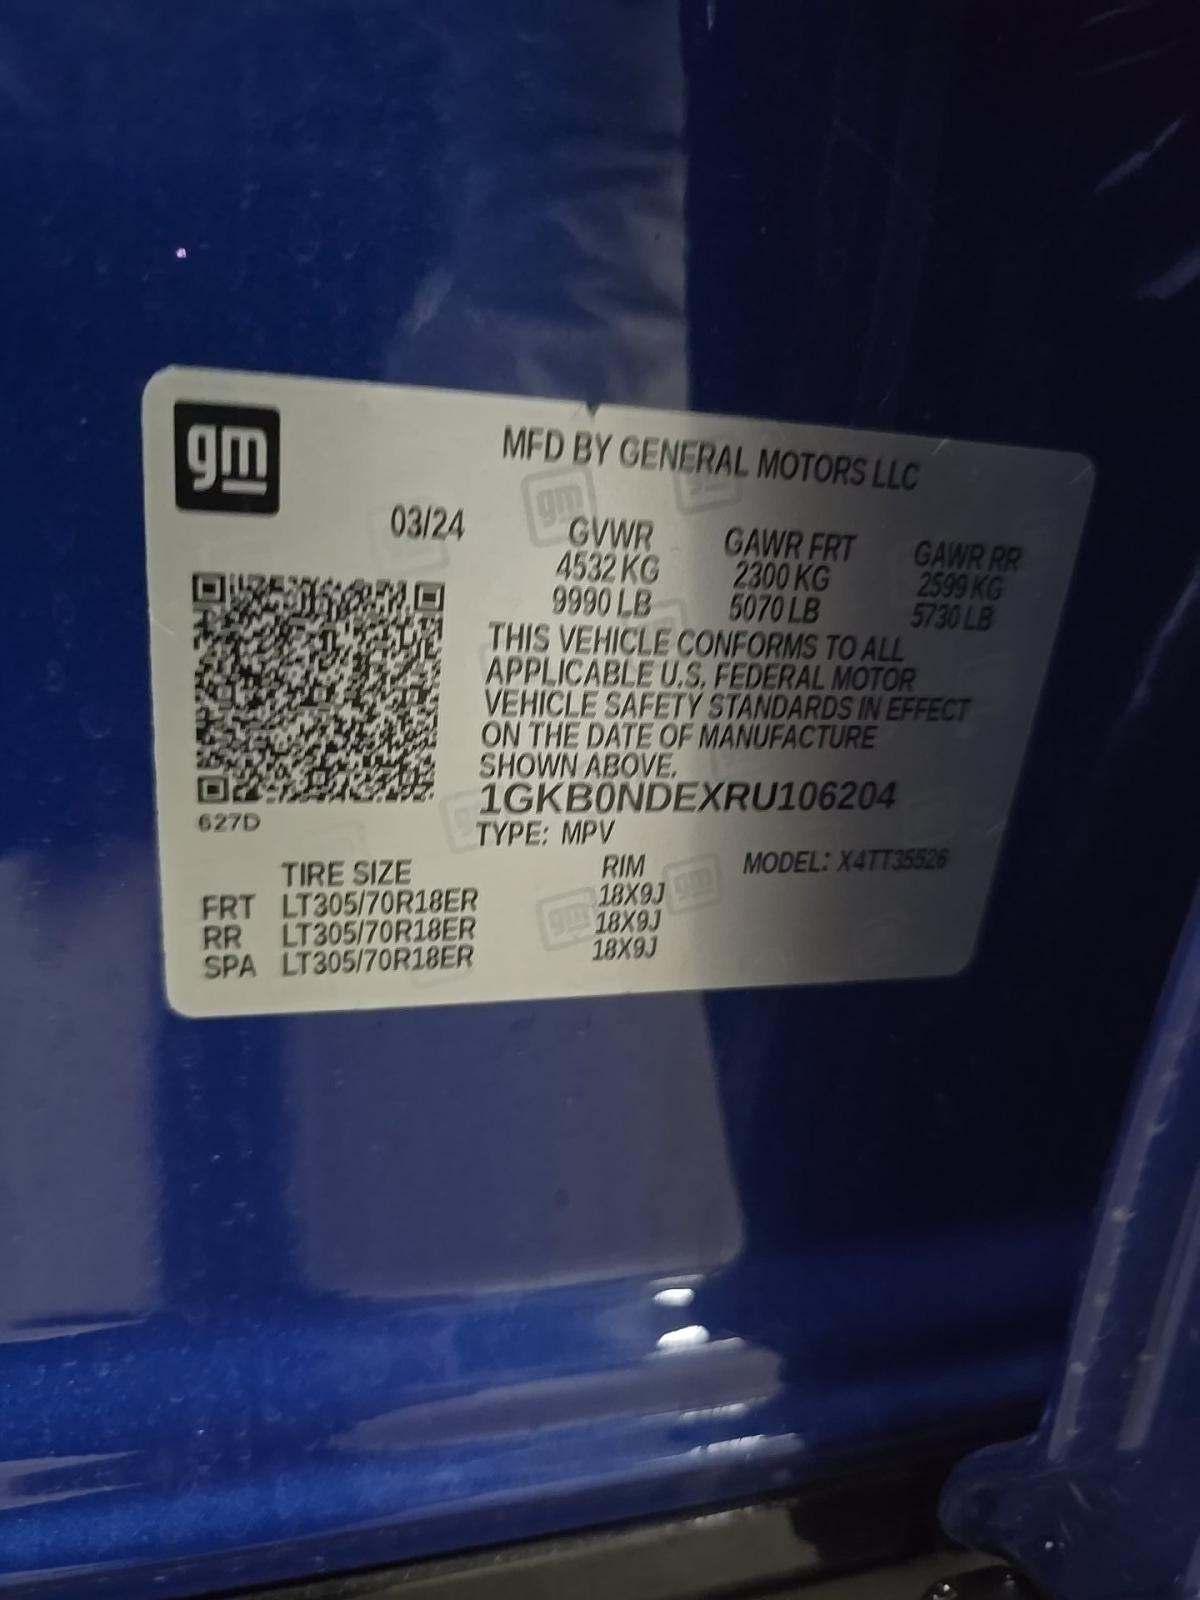 gm
MFD BY GENERAL MOTORS LLC
03/24
GVWR GAWR FRT GAWR RR
4532 KG 2300 KG 2599 KG
9990 LB 5070 LB 5730 LB
THIS VEHICLE CONFORMS TO ALL
APPLICABLE U.S. FEDERAL MOTOR
VEHICLE SAFETY STANDARDS IN EFFECT
ON THE DATE OF MANUFACTURE
SHOWN ABOVE.
1GKB0NDEXRU106204
627D
TYPE: MPV
TIRE SIZE RIM MODEL: X4TT35526
FRT LT305/70R18ER 18X9J
RR LT305/70R18ER 18X9J
SPA LT305/70R18ER 18X9J